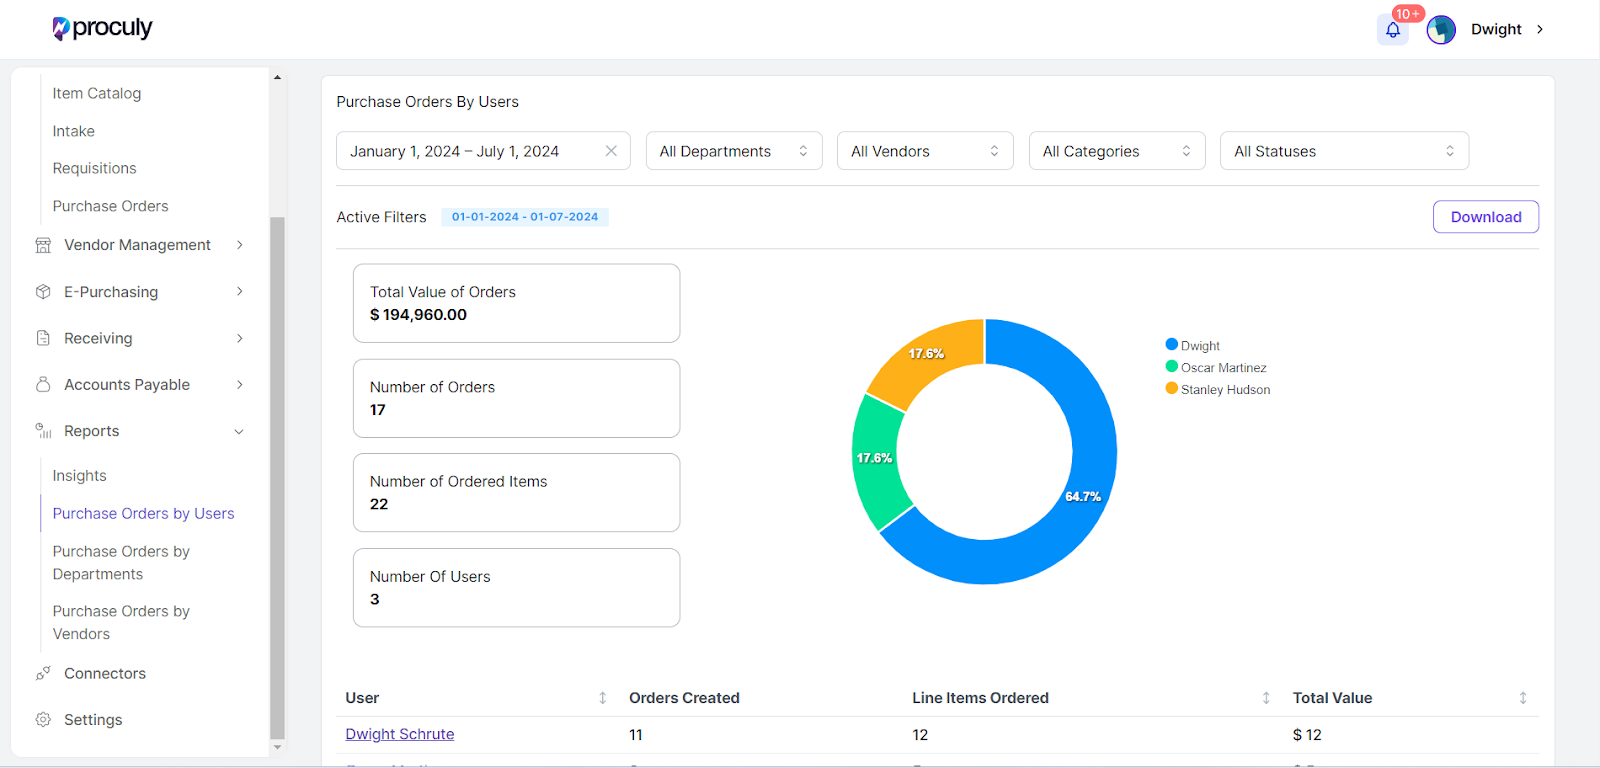 proculy
10+
Dwight
Item Catalog
Intake
Requisitions
Purchase Orders
Vendor Management
E-Purchasing
Receiving
Accounts Payable
Reports
Insights
Purchase Orders by Users
Purchase Orders by
Departments
Purchase Orders by
Vendors
Connectors
Settings
Purchase Orders By Users
January 1, 2024 – July 1, 2024
All Departments
All Vendors
All Categories
All Statuses
Active Filters
01-01-2024 - 01-07-2024
Download
Total Value of Orders
$ 194,960.00
Number of Orders
17
Number of Ordered Items
22
Number Of Users
3
17.6%
17.6%
64.7%
Dwight
Oscar Martinez
Stanley Hudson
User Orders Created Line Items Ordered Total Value
Dwight Schrute 11 12 $ 12